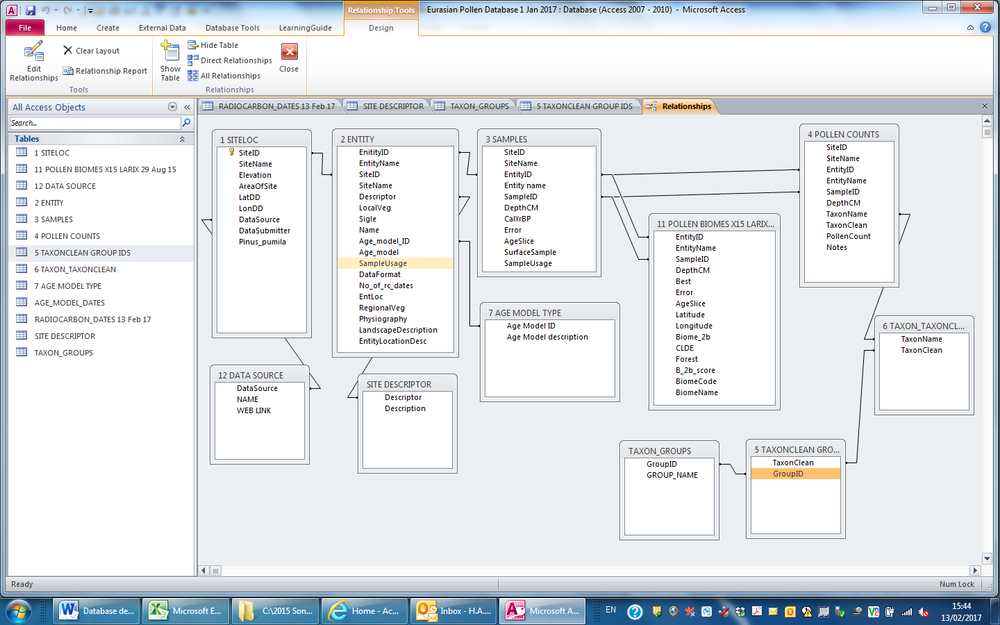 Relationship Tools
Eurasian Pollen Database 1 Jan 2017 : Database (Access 2007 - 2010) - Microsoft Access
File
Home
Create
External Data
Database Tools
LearningGuide
Design
Edit Relationships
Clear Layout
Relationship Report
Tools
Show Table
Hide Table
Direct Relationships
All Relationships
Relationships
Close
All Access Objects
Search...
Tables
1 SITELOC
11 POLLEN BIOMES X15 LARIX 29 Aug 15
12 DATA SOURCE
2 ENTITY
3 SAMPLES
4 POLLEN COUNTS
5 TAXONCLEAN GROUP IDS
6 TAXON_TAXONCLEAN
7 AGE MODEL TYPE
AGE_MODEL_DATES
RADIOCARBON_DATES 13 Feb 17
SITE DESCRIPTOR
TAXON_GROUPS
RADIOCARBON_DATES 13 Feb 17
SITE DESCRIPTOR
TAXON_GROUPS
5 TAXONCLEAN GROUP IDS
Relationships
1 SITELOC
SiteID
SiteName
Elevation
AreaOfSite
LatDD
LonDD
DataSource
DataSubmitter
Pinus_pumila
2 ENTITY
EnitityID
EntityName
SiteID
SiteName
Descriptor
LocalVeg
Sigle
Name
Age_model_ID
Age_model
SampleUsage
DataFormat
No_of_rc_dates
EntLoc
RegionalVeg
Physiography
LandscapeDescription
EntityLocationDesc
3 SAMPLES
SiteID
SiteName
EntityID
Entity name
SampleID
DepthCM
CalYrBP
Error
AgeSlice
SurfaceSample
SampleUsage
4 POLLEN COUNTS
SiteID
SiteName
EntityID
EntityName
SampleID
DepthCM
TaxonName
TaxonClean
PollenCount
Notes
11 POLLEN BIOMES X15 LARIX...
EntityID
EntityName
SampleID
DepthCM
Best
Error
AgeSlice
Latitude
Longitude
Biome_2b
CLDE
Forest
B_2b_score
BiomeCode
BiomeName
7 AGE MODEL TYPE
Age Model ID
Age Model description
6 TAXON_TAXONCL...
TaxonName
TaxonClean
12 DATA SOURCE
DataSource
NAME
WEB LINK
SITE DESCRIPTOR
Descriptor
Description
TAXON_GROUPS
GroupID
GROUP_NAME
5 TAXONCLEAN GRO...
TaxonClean
GroupID
Ready
Num Lock
Database de...
Microsoft E...
C:\2015 Son...
Home - Ac...
Inbox - H.A....
Microsoft A...
EN
15:44
13/02/2017